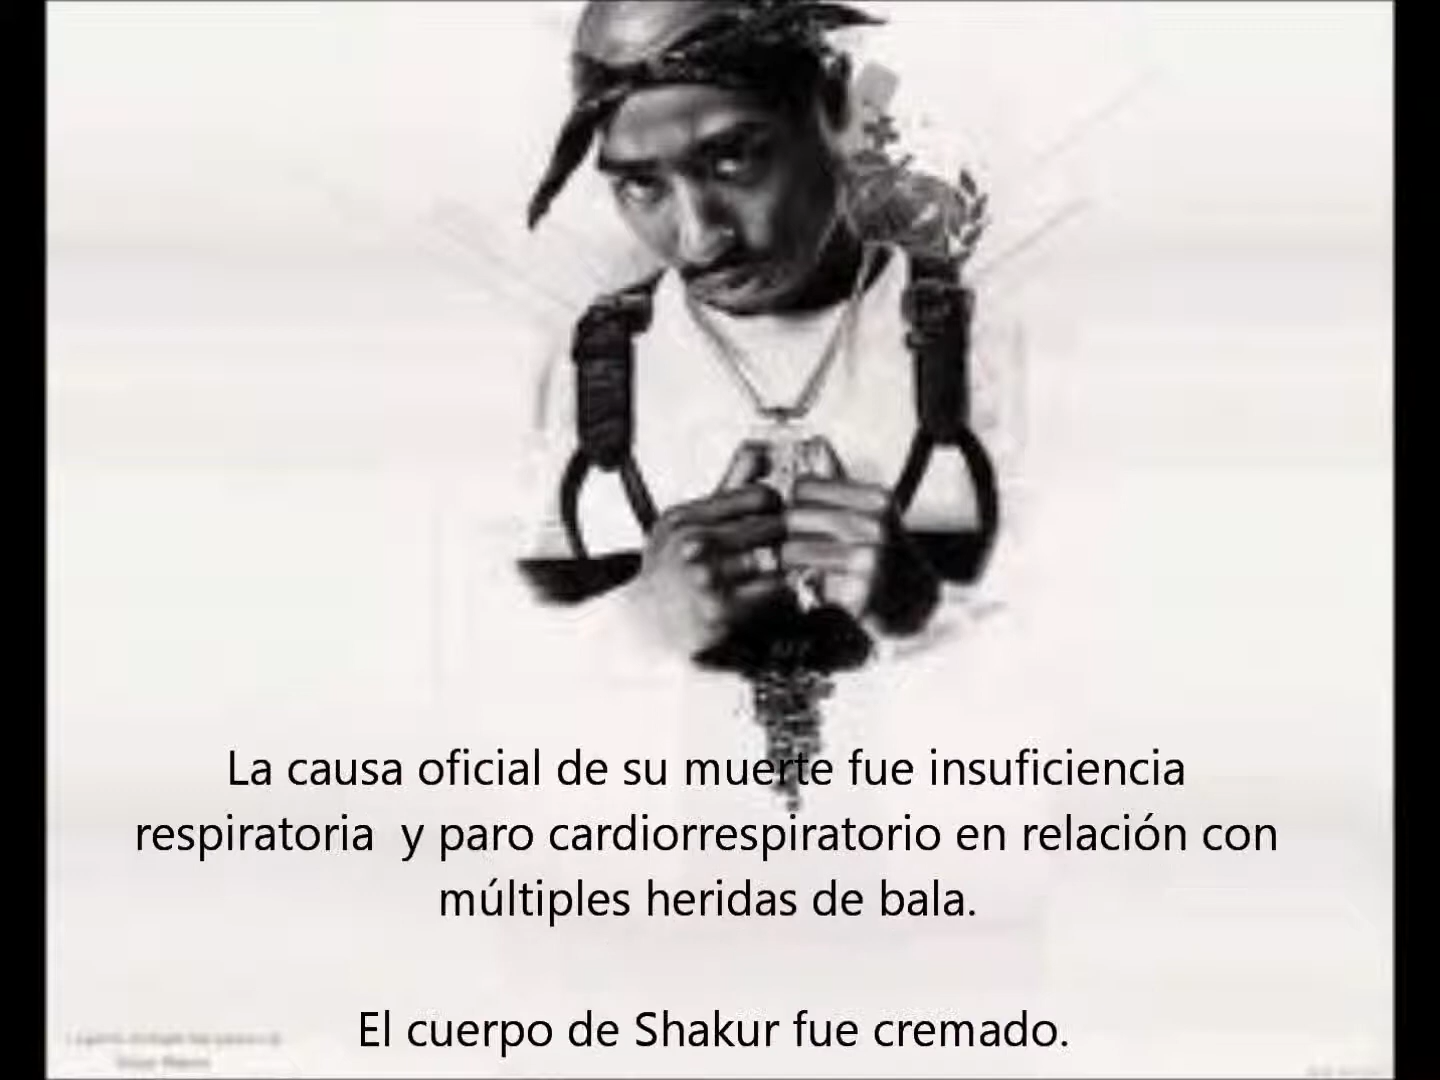 La causa oficial de su muerte fue insuficiencia
respiratoria  y paro cardiorrespiratorio en relación con
múltiples heridas de bala.
El cuerpo de Shakur fue cremado.